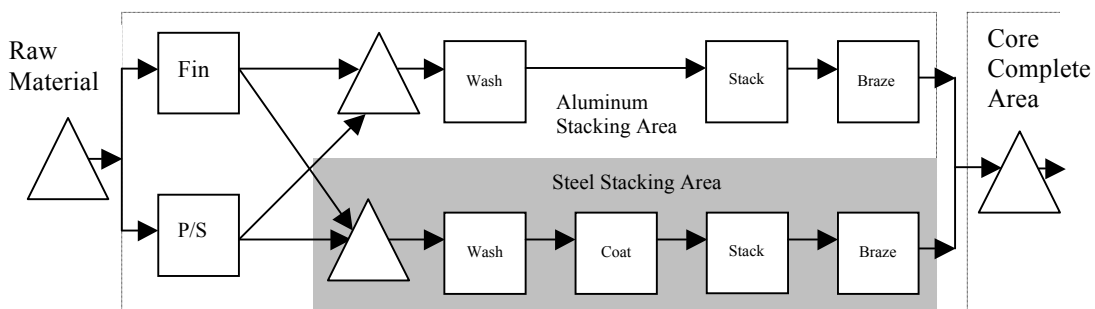 Raw
Material
Fin
P/S
Wash
Aluminum
Stacking Area
Stack
Braze
Steel Stacking Area
Wash
Coat
Stack
Braze
Core
Complete
Area